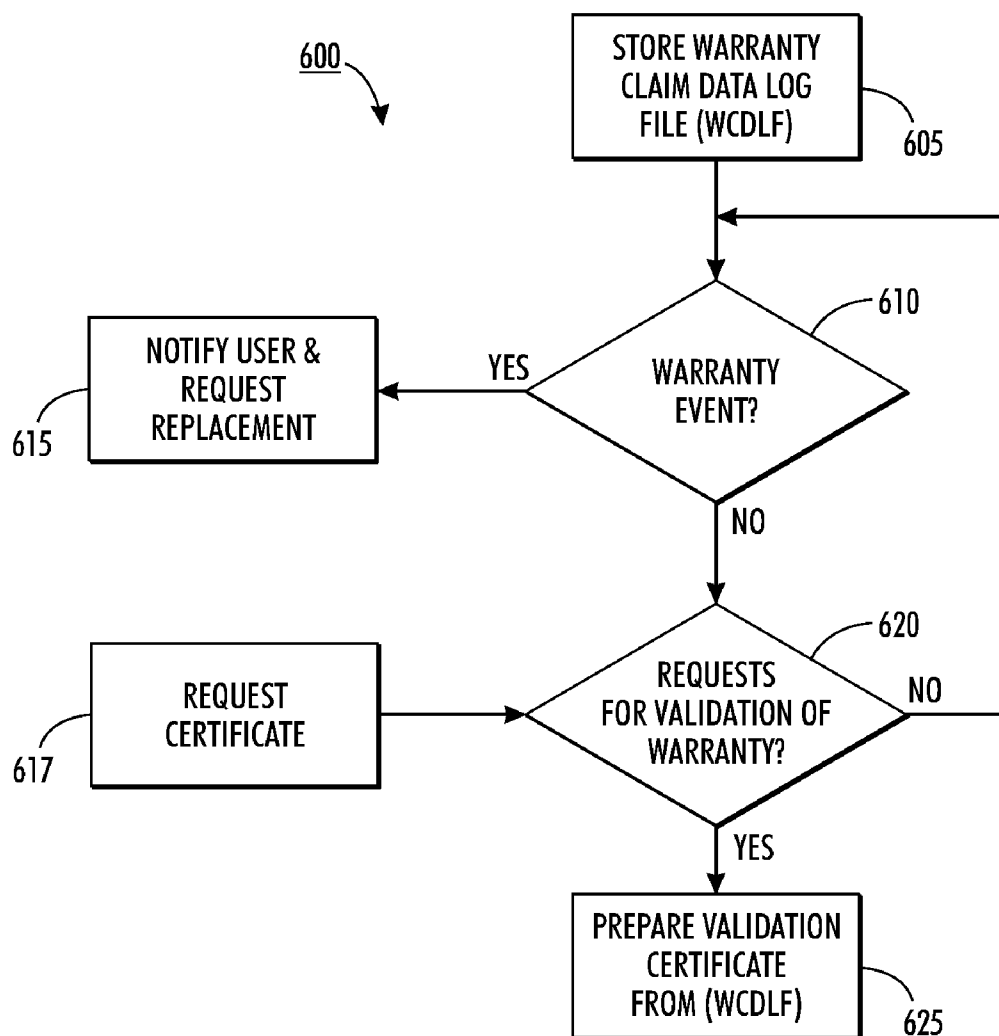 600
STORE WARRANTY
CLAIM DATA LOG
FILE (WCDLF)
605
610
WARRANTY
EVENT?
YES
NOTIFY USER &
REQUEST
REPLACEMENT
615
NO
620
REQUESTS
FOR VALIDATION OF
WARRANTY?
NO
REQUEST
CERTIFICATE
617
YES
PREPARE VALIDATION
CERTIFICATE
FROM (WCDLF)
625